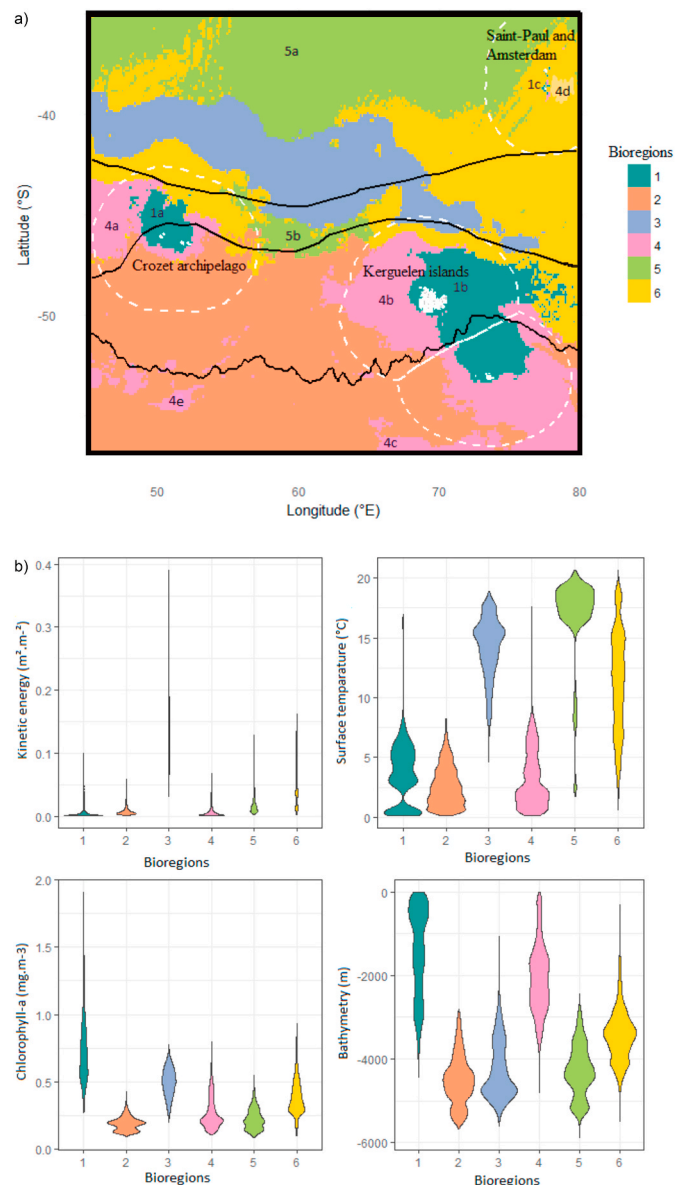 a)
Saint-Paul and
Amsterdam
5a
1c
4d
-40
Bioregions
1
2
3
4
5
6
Latitude (°S)
4a
1a
5b
Crozet archipelago
Kerguelen islands
4b
1b
-50
4e
4c
50
60
70
80
Longitude (°E)
b)
0.4
0.3
0.2
0.1
0.0
Kinetic energy (m².m-²)
1
2
3
4
5
6
Bioregions
20
15
10
5
0
Surface temparature (°C)
1
2
3
4
5
6
Bioregions
2.0
1.5
1.0
0.5
0.0
Chlorophyll-a (mg.m-3)
1
2
3
4
5
6
Bioregions
-0
-2000
-4000
-6000
Bathymetry (m)
1
2
3
4
5
6
Bioregions